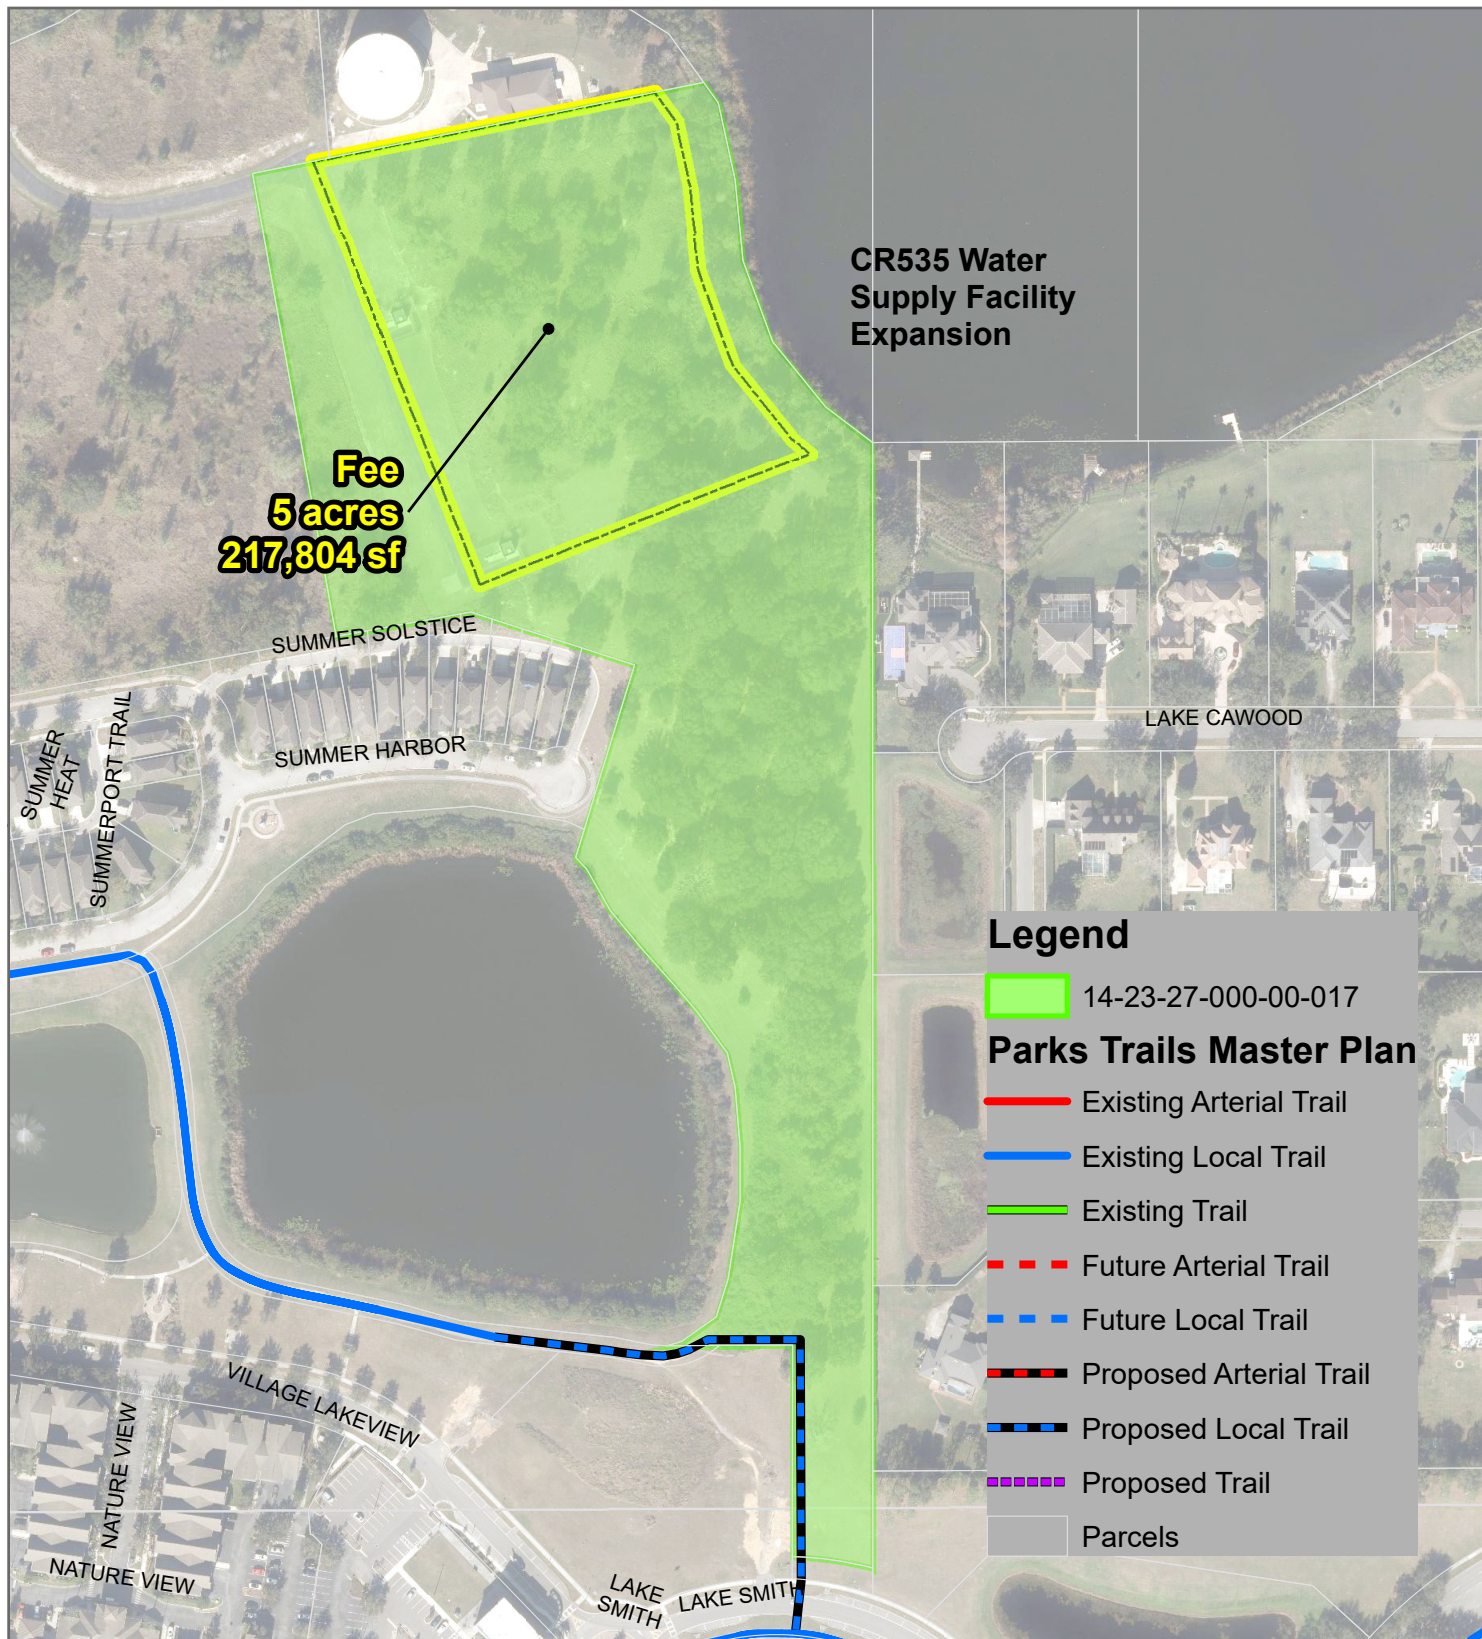 CR535 Water
Supply Facility
Expansion
Fee
5 acres
217,804 sf
SUMMER SOLSTICE
SUMMER HARBOR
SUMMER
HEAT
SUMMERPORT TRAIL
LAKE CAWOOD
Legend
14-23-27-000-00-017
Parks Trails Master Plan
Existing Arterial Trail
Existing Local Trail
Existing Trail
Future Arterial Trail
Future Local Trail
Proposed Arterial Trail
Proposed Local Trail
Proposed Trail
Parcels
VILLAGE LAKEVIEW
NATURE VIEW
NATURE VIEW
LAKE
SMITH
LAKE SMITH